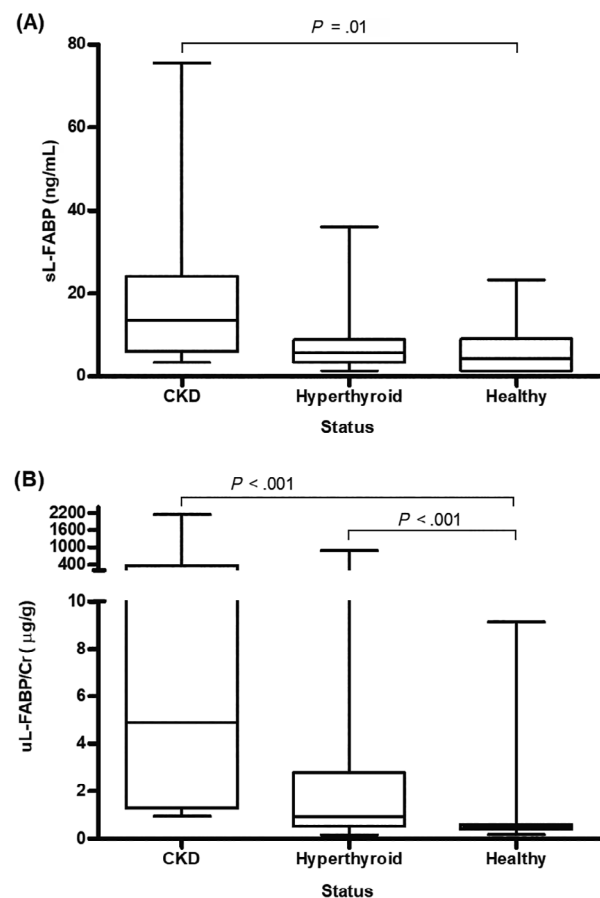 (A)
P = .01
80
60
40
20
0
sL-FABP (ng/mL)
CKD Hyperthyroid Healthy
Status
(B)
P < .001
P < .001
2200
1600
1000
400
10
8
6
4
2
0
uL-FABP/Cr ( μg/g)
CKD Hyperthyroid Healthy
Status